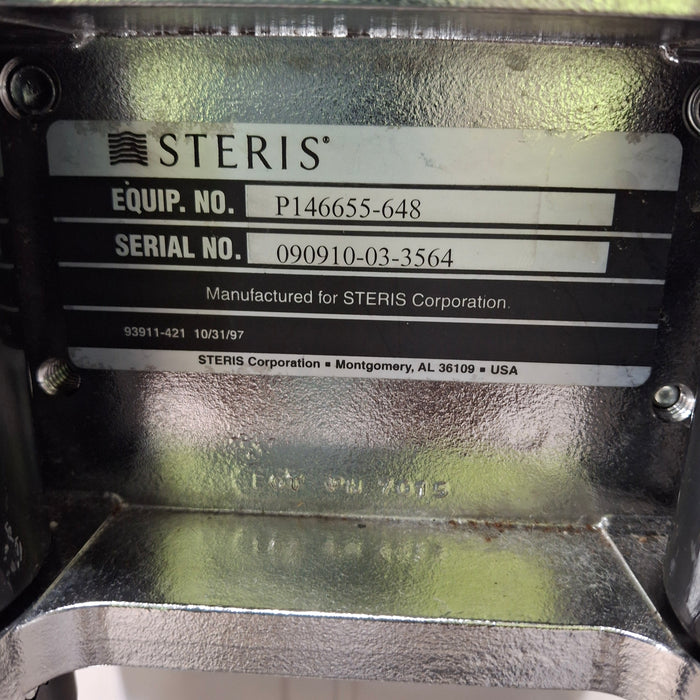 STERIS®
EQUIP. NO. P146655-648
SERIAL NO. 090910-03-3564
Manufactured for STERIS Corporation.
93911-421 10/31/97
STERIS Corporation ▪ Montgomery, AL 36109 ▪ USA